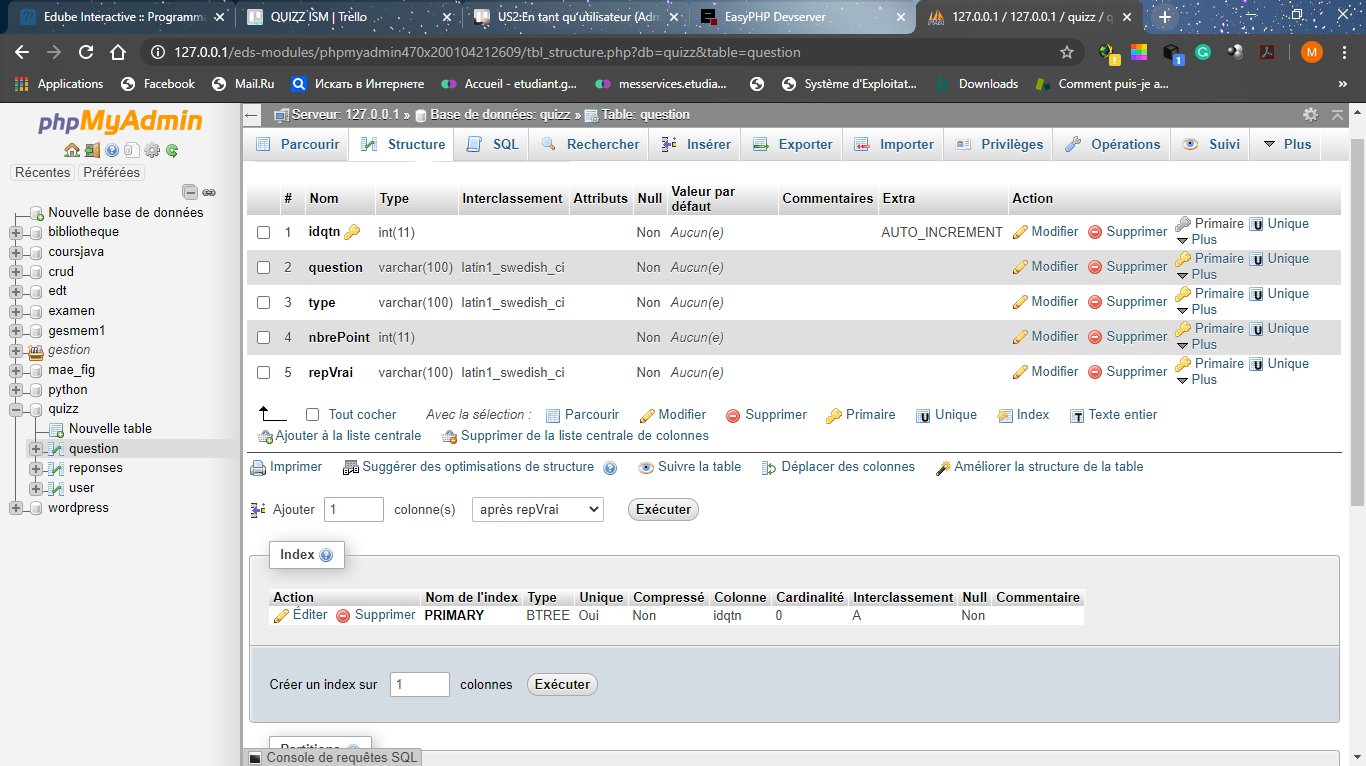 Edube Interactive :: Programma
QUIZZ ISM | Trello
US2:En tant qu'utilisateur (Adm
EasyPHP Devserver
127.0.0.1 / 127.0.0.1 / quizz / q
127.0.0.1/eds-modules/phpmyadmin470x200104212609/tbl_structure.php?db=quizz&table=question
M
Applications Facebook Mail.Ru Искать в Интернете Accueil - etudiant.g... messervices.etudia... Système d'Exploitat... Downloads Comment puis-je a... »
phpMyAdmin
Récentes Préférées
Nouvelle base de données
bibliotheque
coursjava
crud
edt
examen
gesmem1
gestion
mae_fig
python
quizz
Nouvelle table
question
reponses
user
wordpress
Serveur: 127.0.0.1 » Base de données: quizz » Table: question
Parcourir Structure SQL Rechercher Insérer Exporter Importer Privilèges Opérations Suivi Plus
# Nom Type Interclassement Attributs Null Valeur par défaut Commentaires Extra Action
1 idqtn int(11) Non Aucun(e) AUTO_INCREMENT Modifier Supprimer Primaire Unique
Plus
2 question varchar(100) latin1_swedish_ci Non Aucun(e) Modifier Supprimer Primaire Unique
Plus
3 type varchar(100) latin1_swedish_ci Non Aucun(e) Modifier Supprimer Primaire Unique
Plus
4 nbrePoint int(11) Non Aucun(e) Modifier Supprimer Primaire Unique
Plus
5 repVrai varchar(100) latin1_swedish_ci Non Aucun(e) Modifier Supprimer Primaire Unique
Plus
Tout cocher Avec la sélection : Parcourir Modifier Supprimer Primaire Unique Index Texte entier
Ajouter à la liste centrale Supprimer de la liste centrale de colonnes
Imprimer Suggérer des optimisations de structure Suivre la table Déplacer des colonnes Améliorer la structure de la table
Ajouter 1 colonne(s) après repVrai Exécuter
Index
Action Nom de l'index Type Unique Compressé Colonne Cardinalité Interclassement Null Commentaire
Éditer Supprimer PRIMARY BTREE Oui Non idqtn 0 A Non
Créer un index sur 1 colonnes Exécuter
Partitions
Console de requêtes SQL